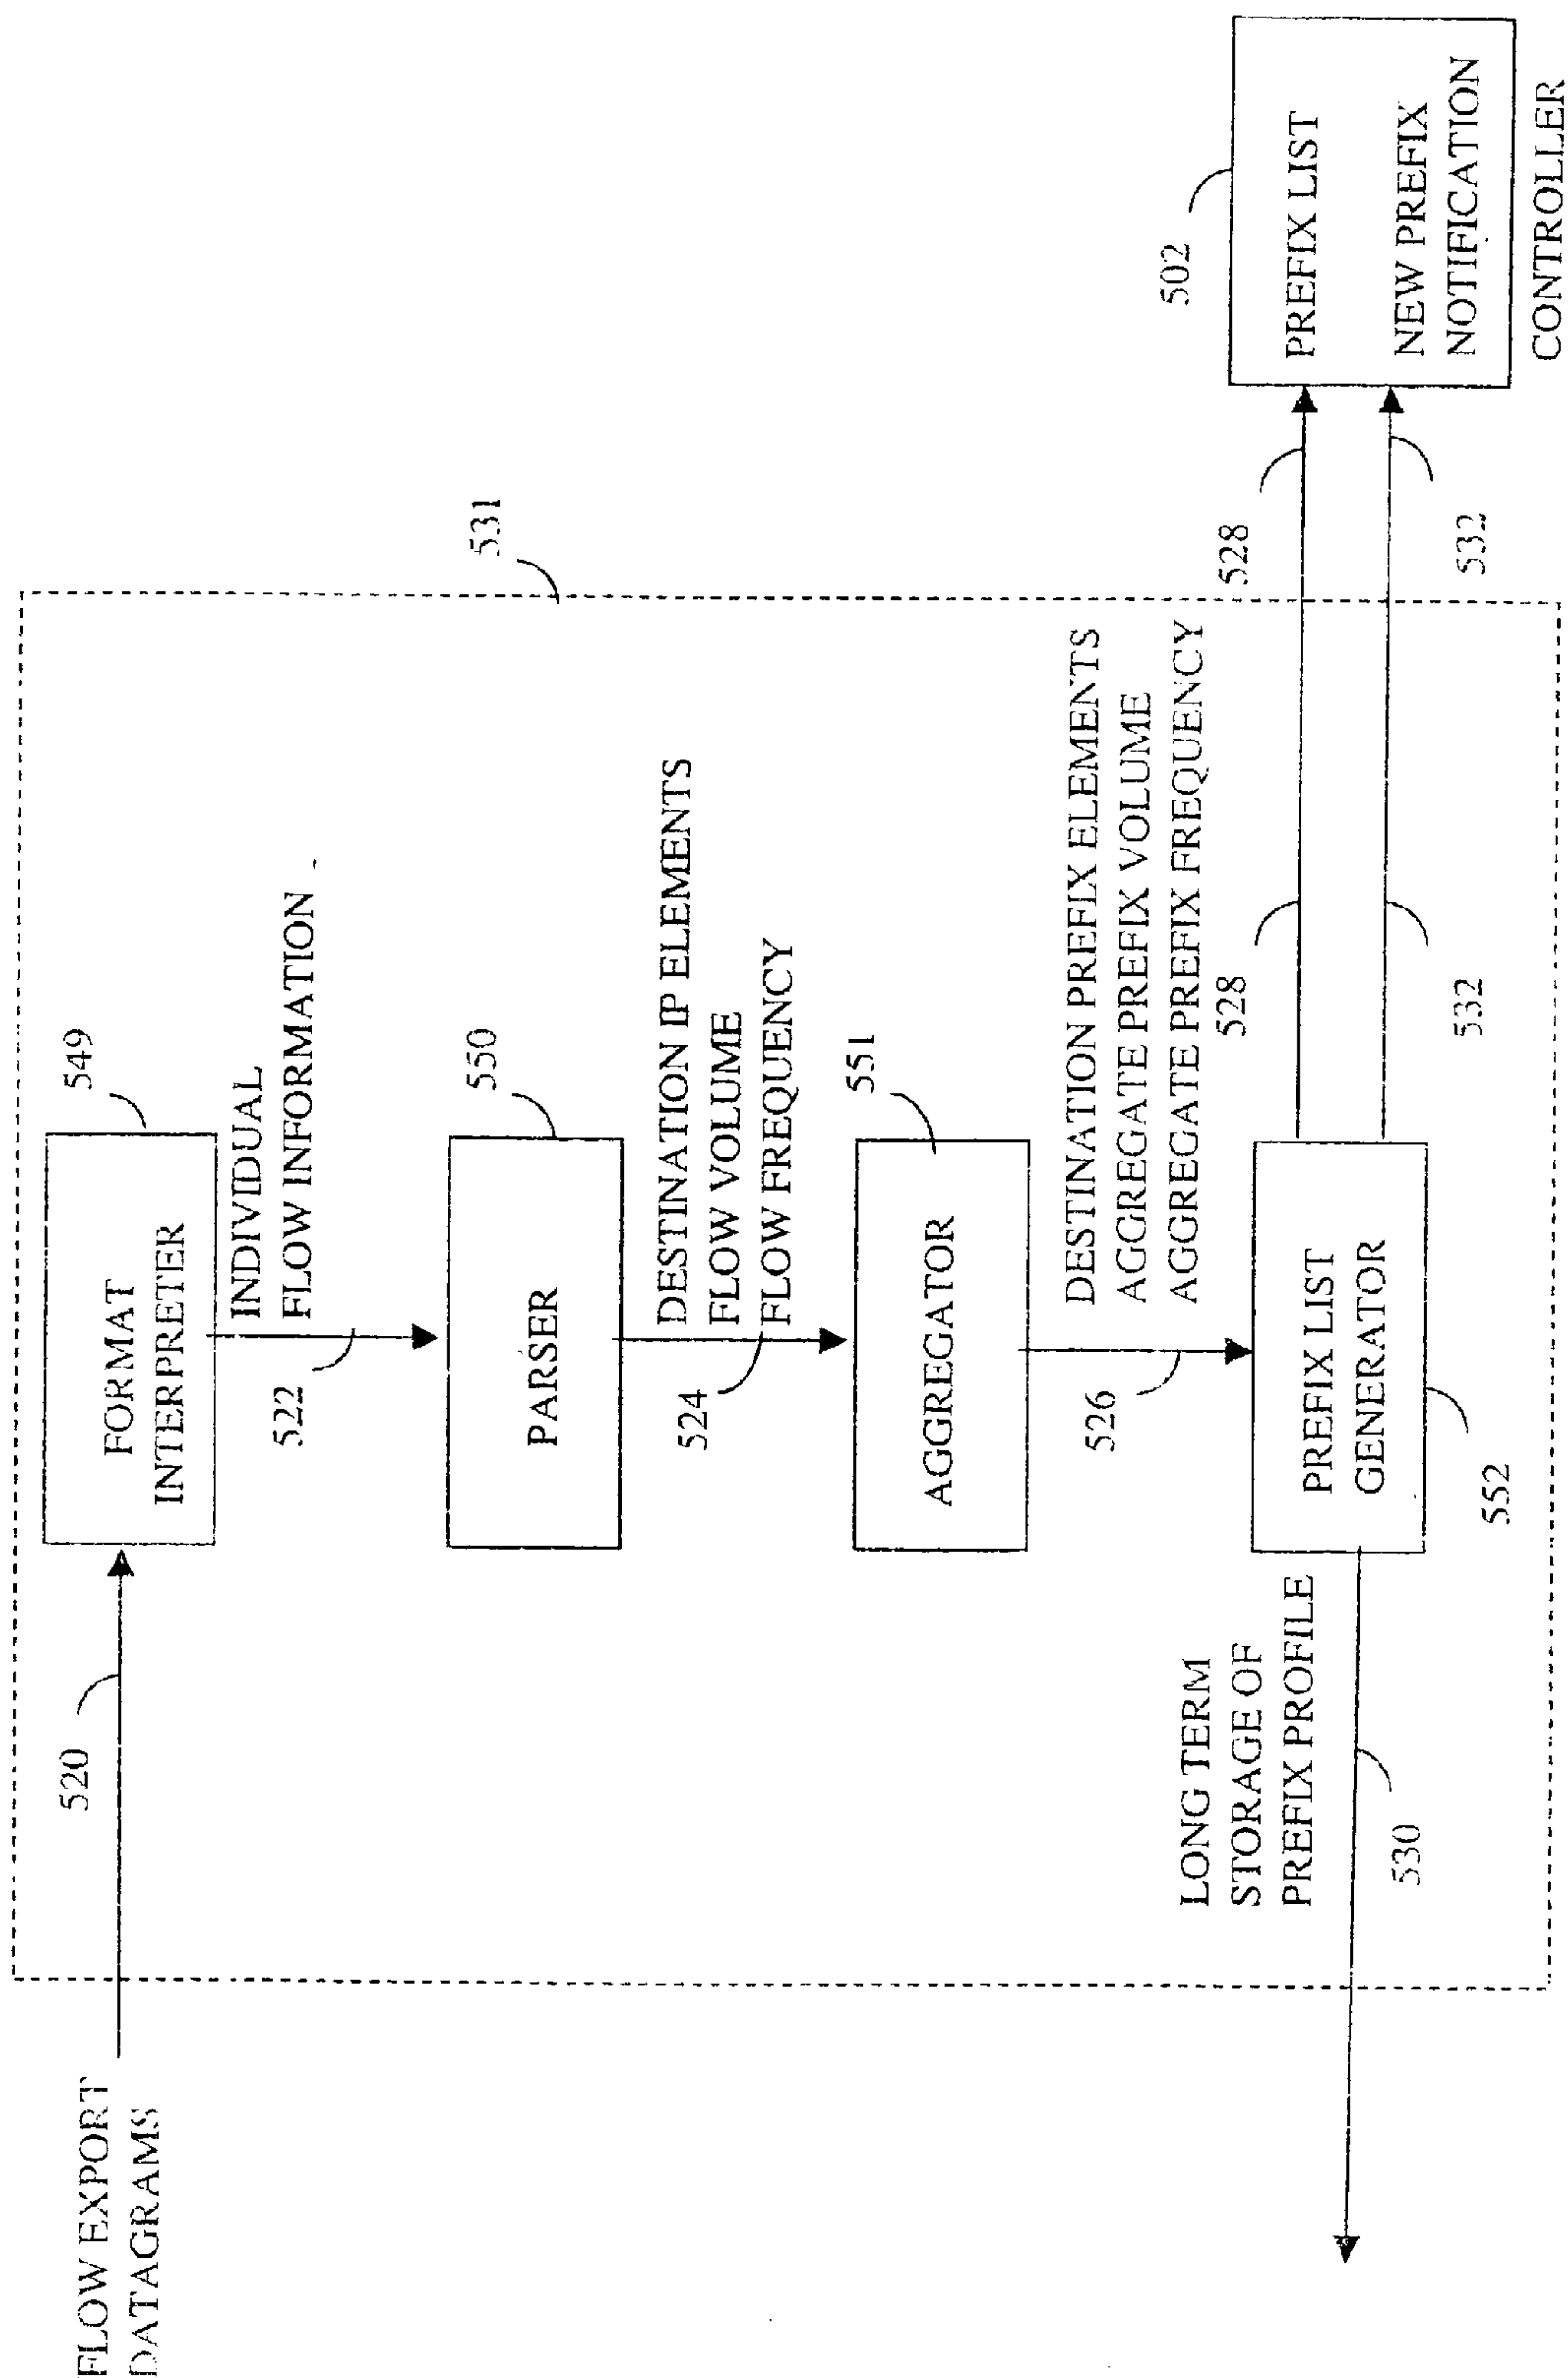 FLOW EXPORT
DATAGRAMS
520
FORMAT
INTERPRETER
549
INDIVIDUAL
FLOW INFORMATION
522
PARSER
550
DESTINATION IP ELEMENTS
FLOW VOLUME
FLOW FREQUENCY
524
AGGREGATOR
551
DESTINATION PREFIX ELEMENTS
AGGREGATE PREFIX VOLUME
AGGREGATE PREFIX FREQUENCY
526
LONG TERM
STORAGE OF
PREFIX PROFILE
530
PREFIX LIST
GENERATOR
552
528
532
531
528
532
502
PREFIX LIST
NEW PREFIX
NOTIFICATION
CONTROLLER